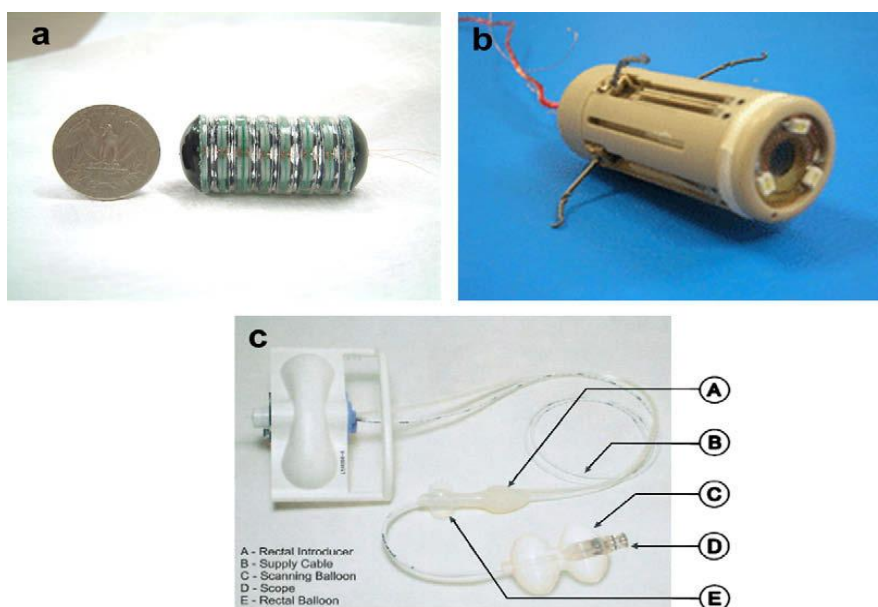 a
b
c
A
B
C
D
E
A - Rectal Introducer
B - Supply Cable
C - Scanning Balloon
D - Scope
E - Rectal Balloon